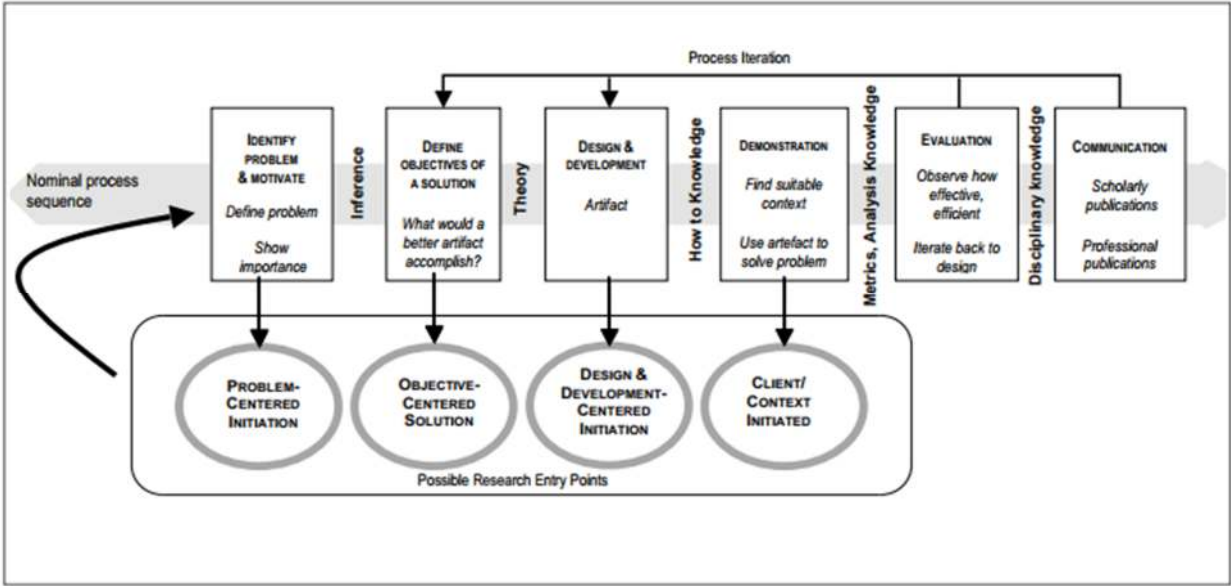 Process Iteration
Nominal process
sequence
IDENTIFY
PROBLEM
& MOTIVATE
Define problem
Show
importance
Inference
DEFINE
OBJECTIVES OF
A SOLUTION
What would a
better artifact
accomplish?
Theory
DESIGN &
DEVELOPMENT
Artifact
How to Knowledge
DEMONSTRATION
Find suitable
context
Use artefact to
solve problem
Metrics, Analysis Knowledge
EVALUATION
Observe how
effective,
efficient
Iterate back to
design
Disciplinary knowledge
COMMUNICATION
Scholarly
publications
Professional
publications
PROBLEM-
CENTERED
INITIATION
OBJECTIVE-
CENTERED
SOLUTION
DESIGN &
DEVELOPMENT-
CENTERED
INITIATION
CLIENT/
CONTEXT
INITIATED
Possible Research Entry Points